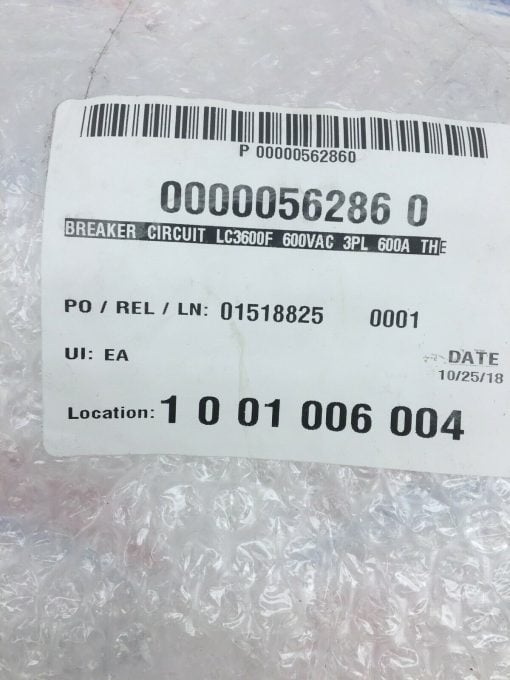 P 00000562860
0000056286 0
BREAKER CIRCUIT LC3600F 600VAC 3PL 600A THE
PO / REL / LN: 01518825 0001
UI: EA
DATE
10/25/18
Location: 1 0 01 006 004